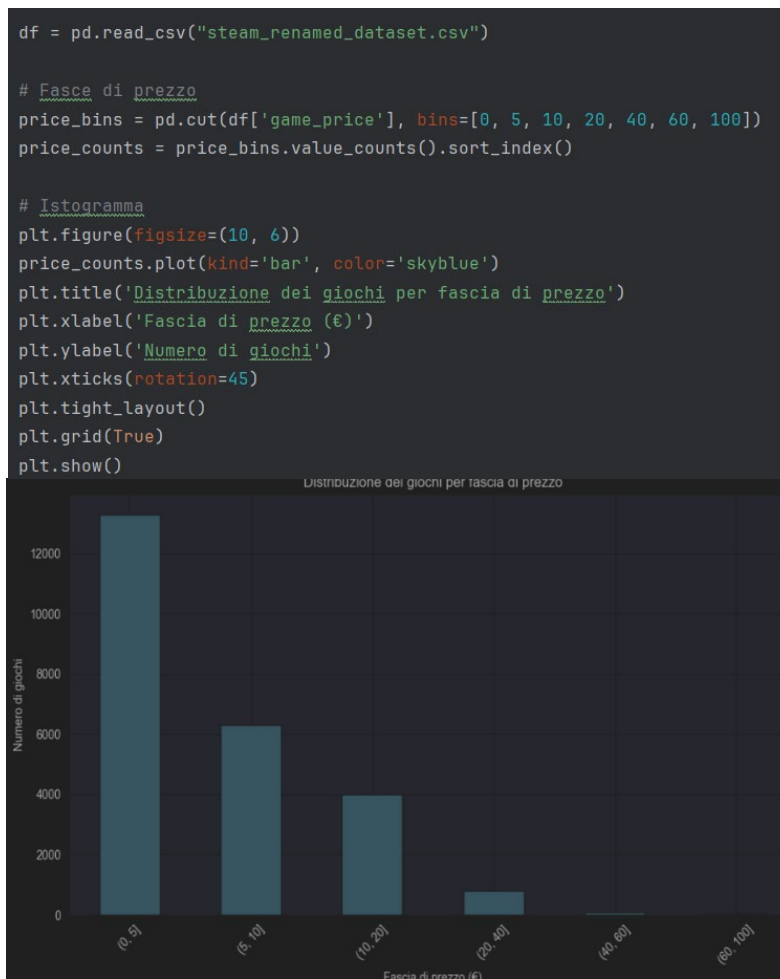 df = pd.read_csv("steam_renamed_dataset.csv")
# Fasce di prezzo
price_bins = pd.cut(df['game_price'], bins=[0, 5, 10, 20, 40, 60, 100])
price_counts = price_bins.value_counts().sort_index()
# Istogramma
plt.figure(figsize=(10, 6))
price_counts.plot(kind='bar', color='skyblue')
plt.title('Distribuzione dei giochi per fascia di prezzo')
plt.xlabel('Fascia di prezzo (€)')
plt.ylabel('Numero di giochi')
plt.xticks(rotation=45)
plt.tight_layout()
plt.grid(True)
plt.show()
Distribuzione dei giochi per fascia di prezzo
12000
10000
8000
6000
4000
2000
0
Numero di giochi
(0, 5]
(5, 10]
(10, 20]
(20, 40]
(40, 60]
(60, 100]
Fascia di prezzo (€)